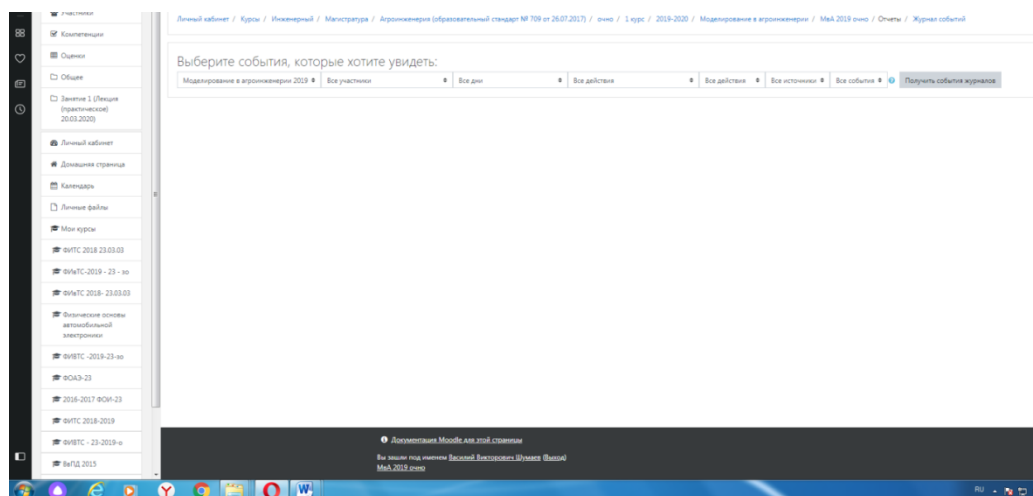 Участники
Компетенции
Оценки
Общее
Занятие 1 (Лекция
(практическое)
20.03.2020)
Личный кабинет
Домашняя страница
Календарь
Личные файлы
Мои курсы
ФИТС 2018 23.03.03
ФИвТС-2019 - 23 - зо
ФИвТС 2018- 23.03.03
Физические основы
автомобильной
электроники
ФИВТС -2019-23-зо
ФОАЭ-23
2016-2017 ФОИ-23
ФИТС 2018-2019
ФИВТС - 23-2019-о
ВвПД 2015
Личный кабинет / Курсы / Инженерный / Магистратура / Агроинженерия (образовательный стандарт № 709 от 26.07.2017) / очно / 1 курс / 2019-2020 / Моделирование в агроинженерии / МвА 2019 очно / Отчеты / Журнал событий
Выберите события, которые хотите увидеть:
Моделирование в агроинженерии 2019 Все участники Все дни Все действия Все действия Все источники Все события Получить события журналов
Документация Moodle для этой страницы
Вы зашли под именем Василий Викторович Шумаев (Выход)
МвА 2019 очно
RU